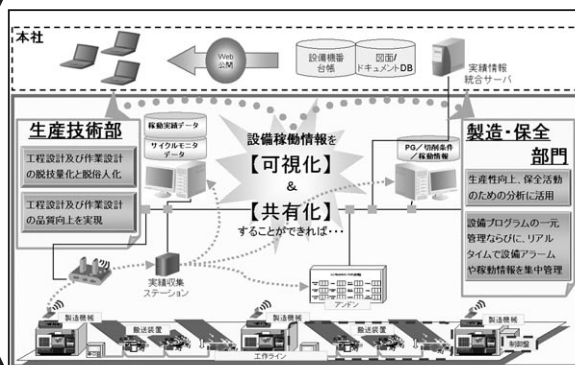 本社
Web
公M
設備機番
台帳
図面/
ドキュメントDB
実績情報
統合サーバ
生産技術部
工程設計及び作業設計
の脱技量化と脱俗人化
工程設計及び作業設計
の品質向上を実現
稼動実績データ
サイクルモニタ
データ
設備稼働情報を
【可視化】
&
【共有化】
することができれば・・・
PG/切削条件
/稼動情報
製造・保全
部門
生産性向上、保全活動
のための分析に活用
設備プログラムの一元
管理ならびに、リアル
タイムで設備アラーム
や稼動情報を集中管理
実績収集
ステーション
アンドン
製造機械
搬送装置
製造機械
搬送装置
製造機械
制御盤
工作ライン